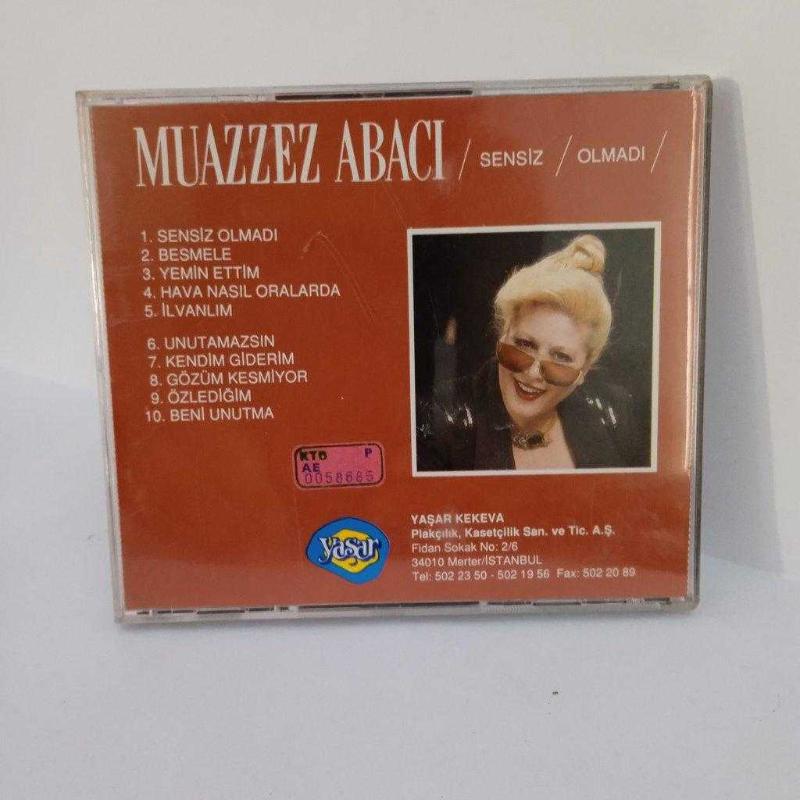 MUAZZEZ ABACI / SENSİZ / OLMADI /
1. SENSİZ OLMADI
2. BESMELE
3. YEMIN ETTİM
4. HAVA NASIL ORALARDA
5. İLVANLIM
6. UNUTAMAZSIN
7. KENDİM GİDERİM
8. GÖZÜM KESMİYOR
9. ÖZLEDİĞİM
10. BENİ UNUTMA
KTB P
AE
0058685
yaşar
YAŞAR KEKEVA
Plakçılık, Kasetçilik San. ve Tic. A.Ş.
Fidan Sokak No: 2/6
34010 Merter/İSTANBUL
Tel: 502 23 50 - 502 19 56 Fax: 502 20 89